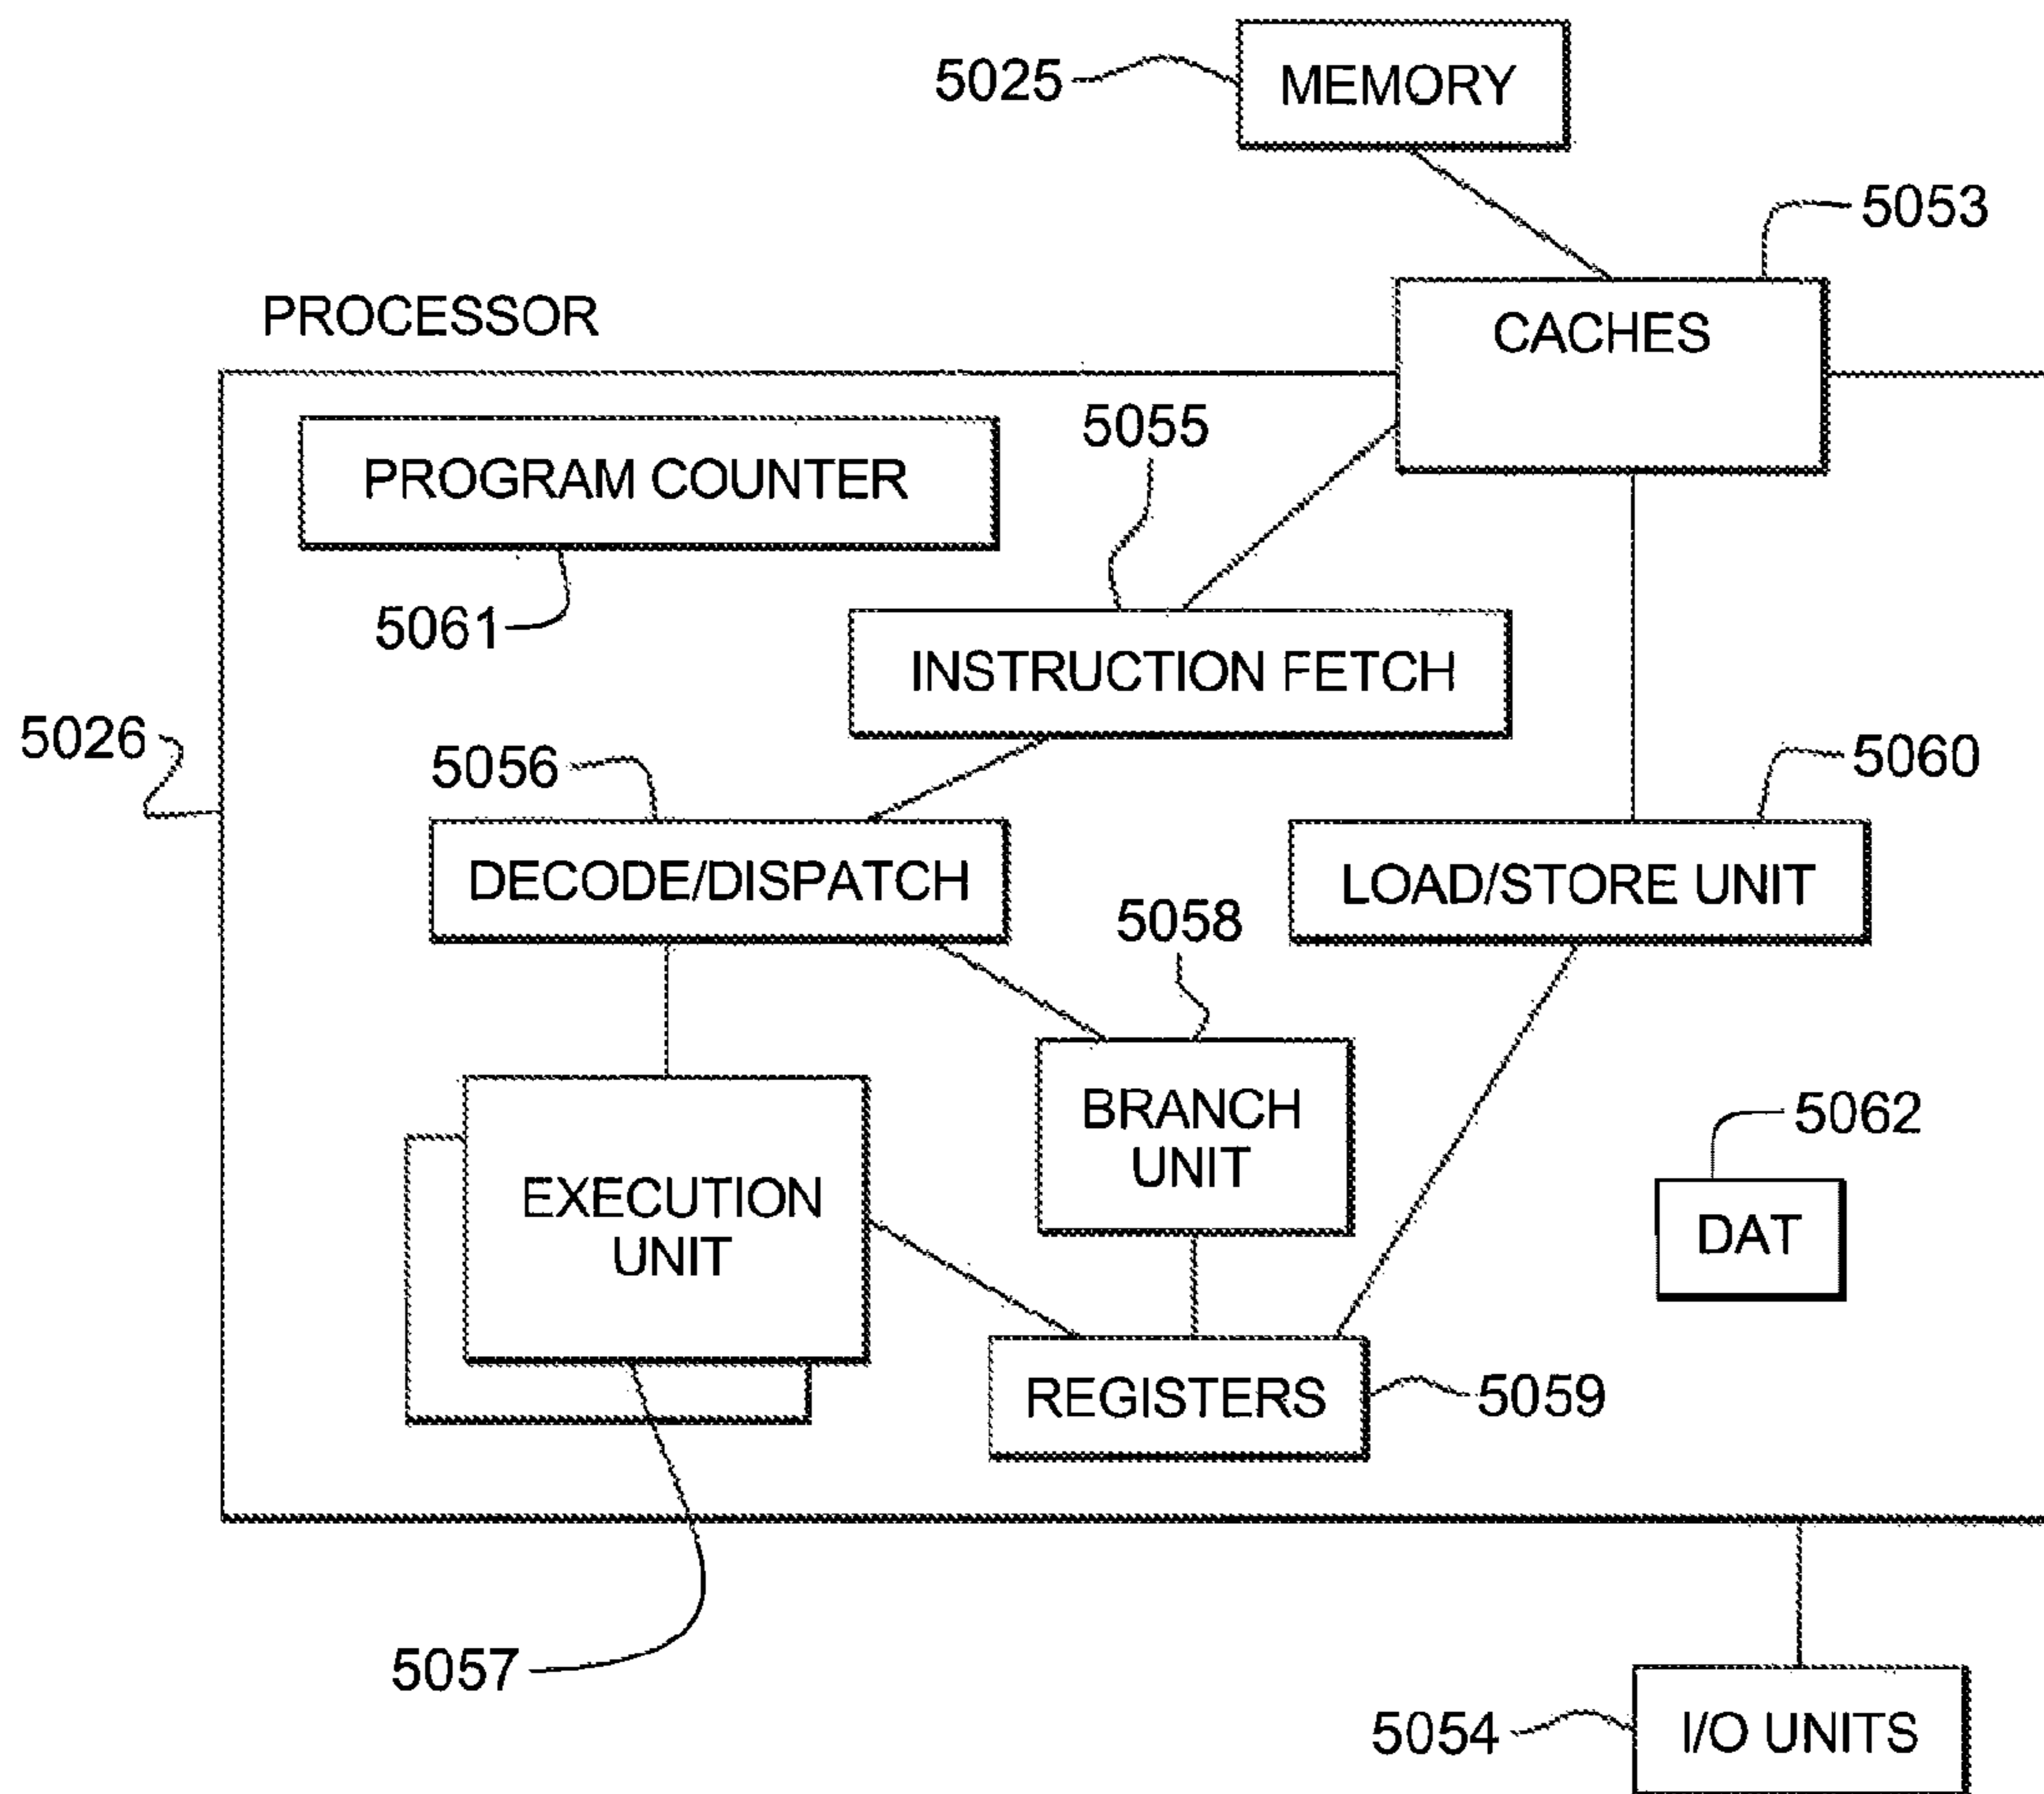 MEMORY
5025
5053
CACHES
PROCESSOR
5055
PROGRAM COUNTER
5061
INSTRUCTION FETCH
5026
5056
5060
DECODE/DISPATCH
LOAD/STORE UNIT
5058
BRANCH
UNIT
5062
EXECUTION
UNIT
DAT
REGISTERS
5059
5057
5054
I/O UNITS